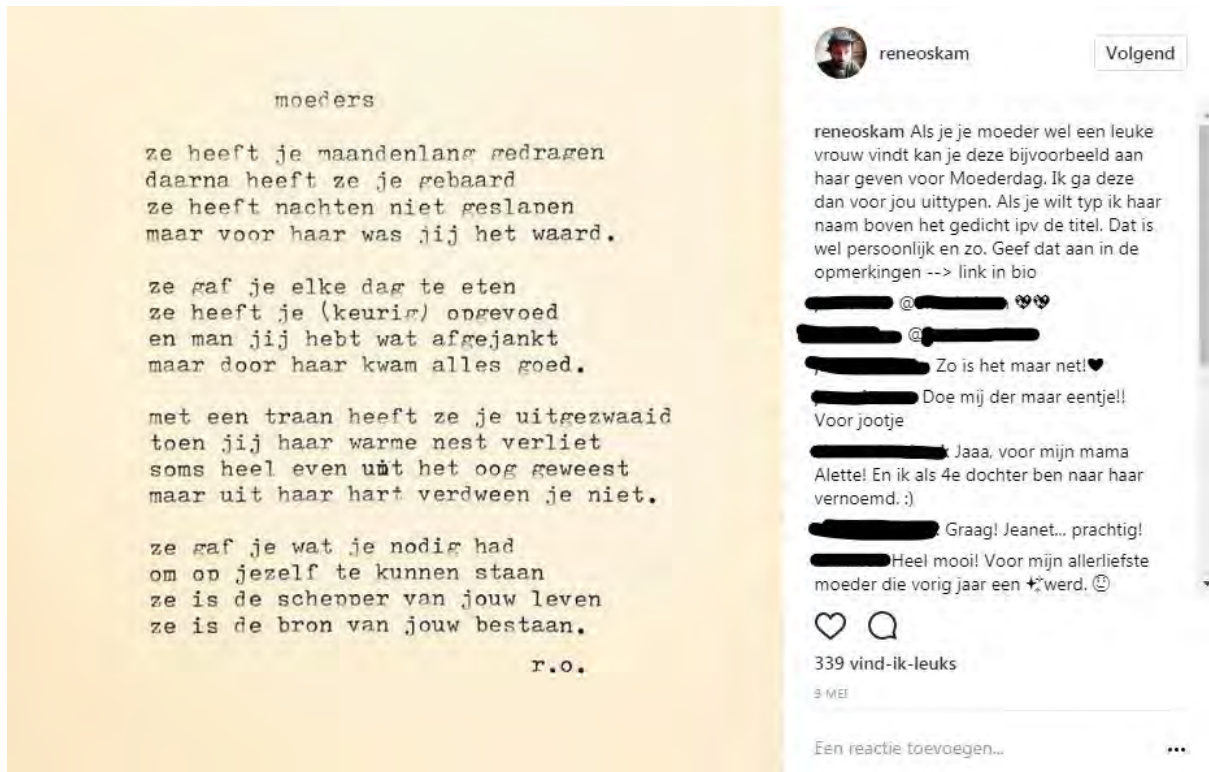 moeders
ze heeft je maandenlang gedragen
daarna heeft ze je gebaard
ze heeft nachten niet geslapen
maar voor haar was jij het waard.
ze gaf je elke dag te eten
ze heeft je (keurig) opgevoed
en man jij hebt wat afgejankt
maar door haar kwam alles goed.
met een traan heeft ze je uitgezwaaid
toen jij haar warme nest verliet
soms heel even uit het oog geweest
maar uit haar hart verdween je niet.
ze gaf je wat je nodig had
om op jezelf te kunnen staan
ze is de schepper van jouw leven
ze is de bron van jouw bestaan.
r.o.
reneoskam
Volgend
reneoskam Als je je moeder wel een leuke
vrouw vindt kan je deze bijvoorbeeld aan
haar geven voor Moederdag. Ik ga deze
dan voor jou uittypen. Als je wilt typ ik haar
naam boven het gedicht ipv de titel. Dat is
wel persoonlijk en zo. Geef dat aan in de
opmerkingen --> link in bio
@ 💖💖
@
Zo is het maar net!♥
Doe mij der maar eentje!!
Voor jootje
Jaaa, voor mijn mama
Alette! En ik als 4e dochter ben naar haar
vernoemd. :)
Graag! Jeanet... prachtig!
Heel mooi! Voor mijn allerliefste
moeder die vorig jaar een ✨ werd. 🙂
339 vind-ik-leuks
9 MEI
Een reactie toevoegen...